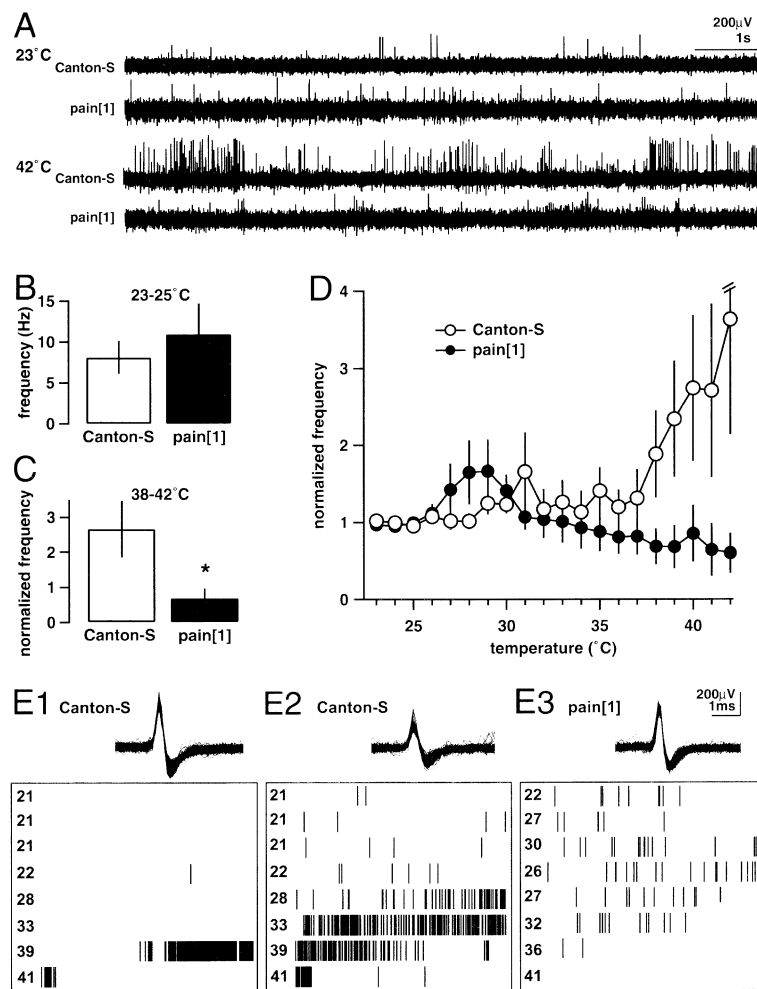 A
200µV
1s
23°C
Canton-S
pain[1]
42°C
Canton-S
pain[1]
B
23-25°C
frequency (Hz)
15
10
5
0
Canton-S
pain[1]
C
38-42°C
normalized frequency
3
2
1
0
*
Canton-S
pain[1]
D
Canton-S
pain[1]
normalized frequency
4
3
2
1
0
25
30
35
40
temperature (°C)
E1
Canton-S
21
21
21
22
28
33
39
41
E2
Canton-S
21
21
21
22
28
33
39
41
E3
pain[1]
200µV
1ms
22
27
30
26
27
32
36
41